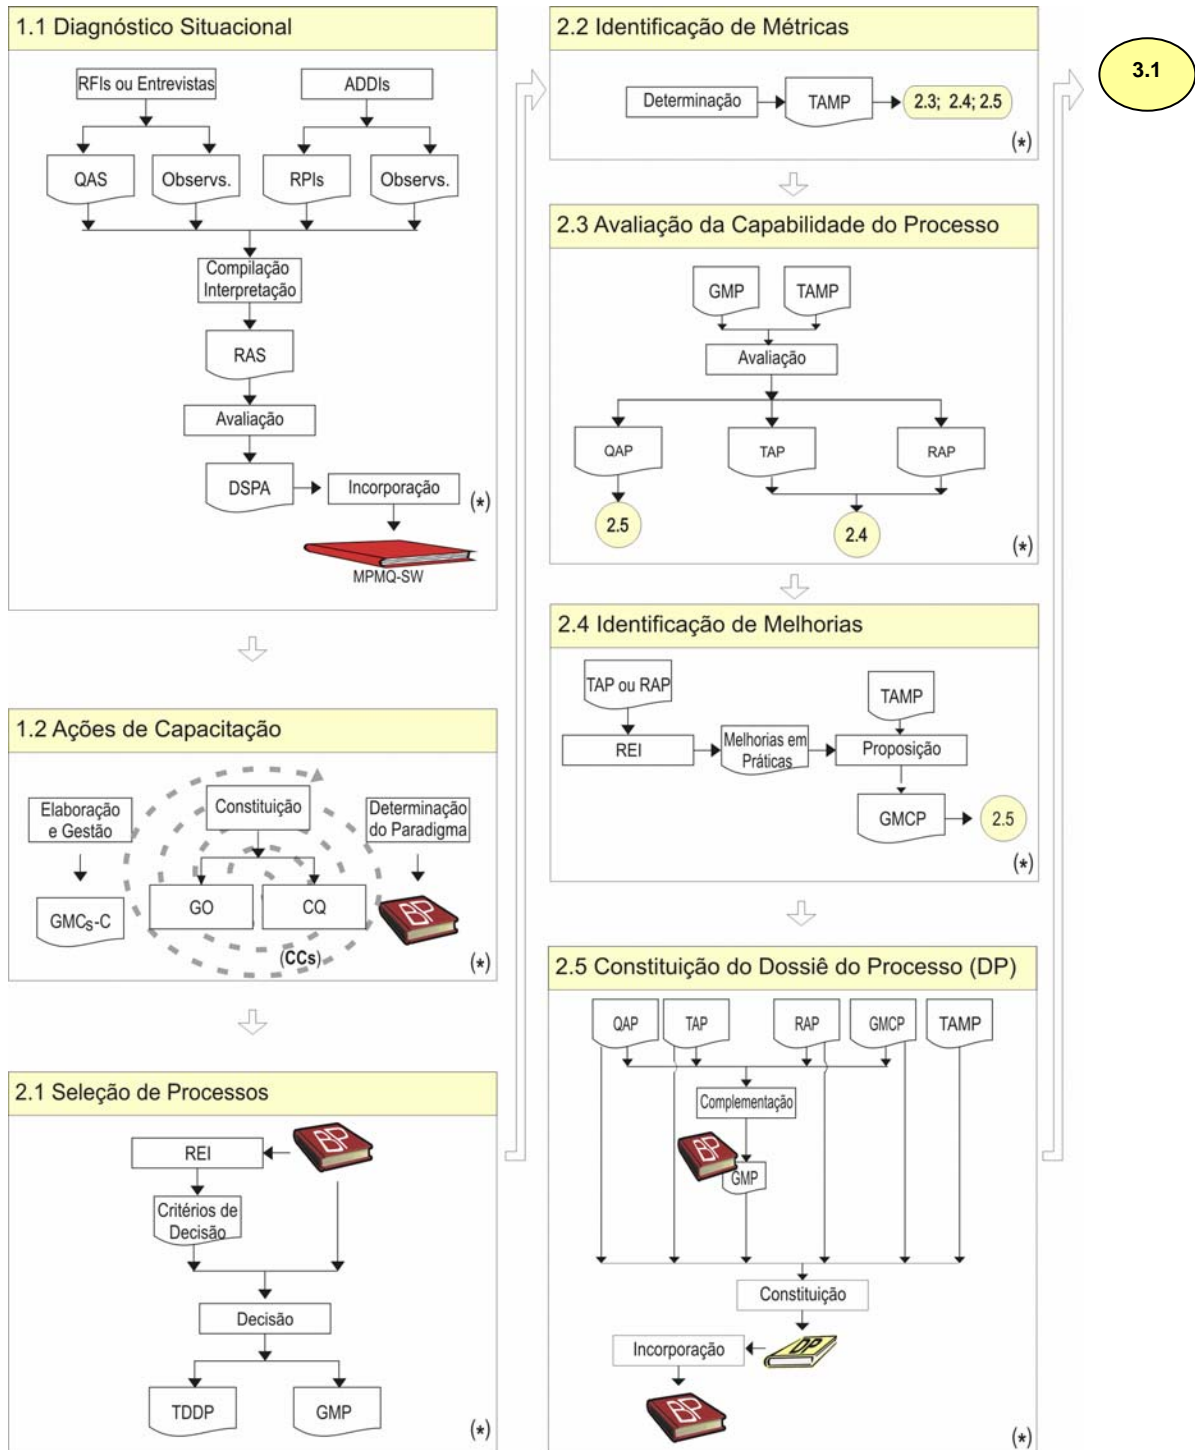 1.1 Diagnóstico Situacional
RFIs ou Entrevistas
ADDIs
QAS
Observs.
RPIs
Observs.
Compilação
Interpretação
RAS
Avaliação
DSPA
Incorporação
(*)
MPMQ-SW
1.2 Ações de Capacitação
Elaboração
e Gestão
Constituição
Determinação
do Paradigma
GMCs-C
GO
CQ
BP
(CCs)
(*)
2.1 Seleção de Processos
REI
BP
Critérios de
Decisão
Decisão
TDDP
GMP
(*)
2.2 Identificação de Métricas
Determinação
TAMP
2.3; 2.4; 2.5
(*)
2.3 Avaliação da Capabilidade do Processo
GMP
TAMP
Avaliação
QAP
TAP
RAP
2.5
2.4
(*)
2.4 Identificação de Melhorias
TAP ou RAP
TAMP
REI
Melhorias em
Práticas
Proposição
GMCP
2.5
(*)
2.5 Constituição do Dossiê do Processo (DP)
QAP
TAP
RAP
GMCP
TAMP
Complementação
BP
GMP
Constituição
Incorporação
DP
BP
(*)
3.1